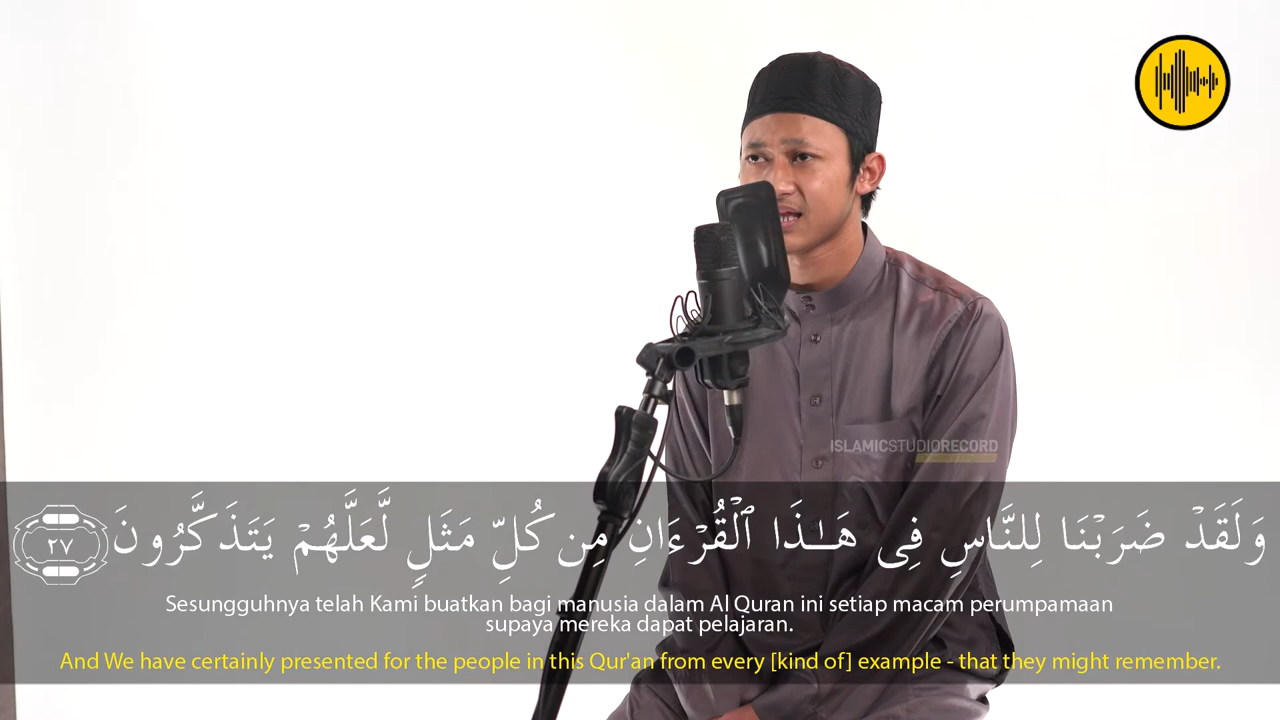 ISLAMICSTUDIORECORD
وَلَقَدْ ضَرَبْنَا لِلنَّاسِ فِى هَـٰذَا ٱلْقُرْءَانِ مِن كُلِّ مَثَلٍ لَّعَلَّهُمْ يَتَذَكَّرُونَ ٢٧
Sesungguhnya telah Kami buatkan bagi manusia dalam Al Quran ini setiap macam perumpamaan
supaya mereka dapat pelajaran.
And We have certainly presented for the people in this Qur'an from every [kind of] example - that they might remember.